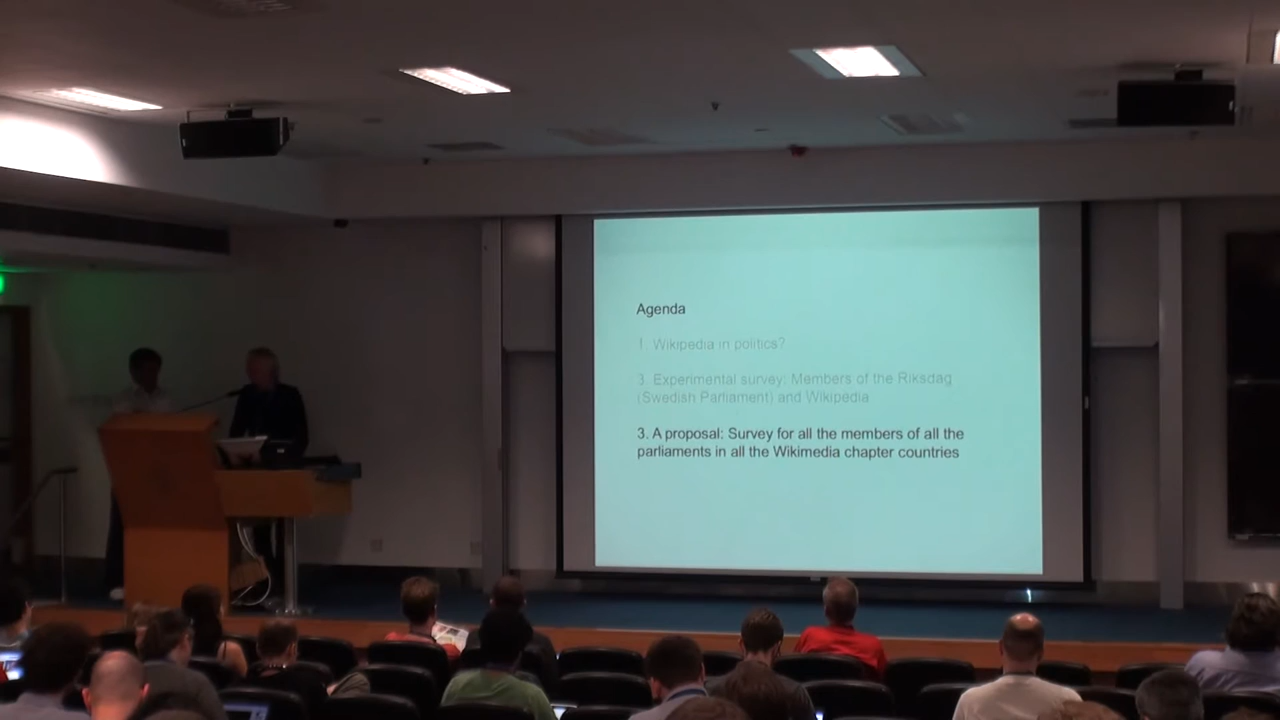 Agenda
1. Wikipedia in politics?
3. Experimental survey: Members of the Riksdag
(Swedish Parliament) and Wikipedia
3. A proposal: Survey for all the members of all the
parliaments in all the Wikimedia chapter countries